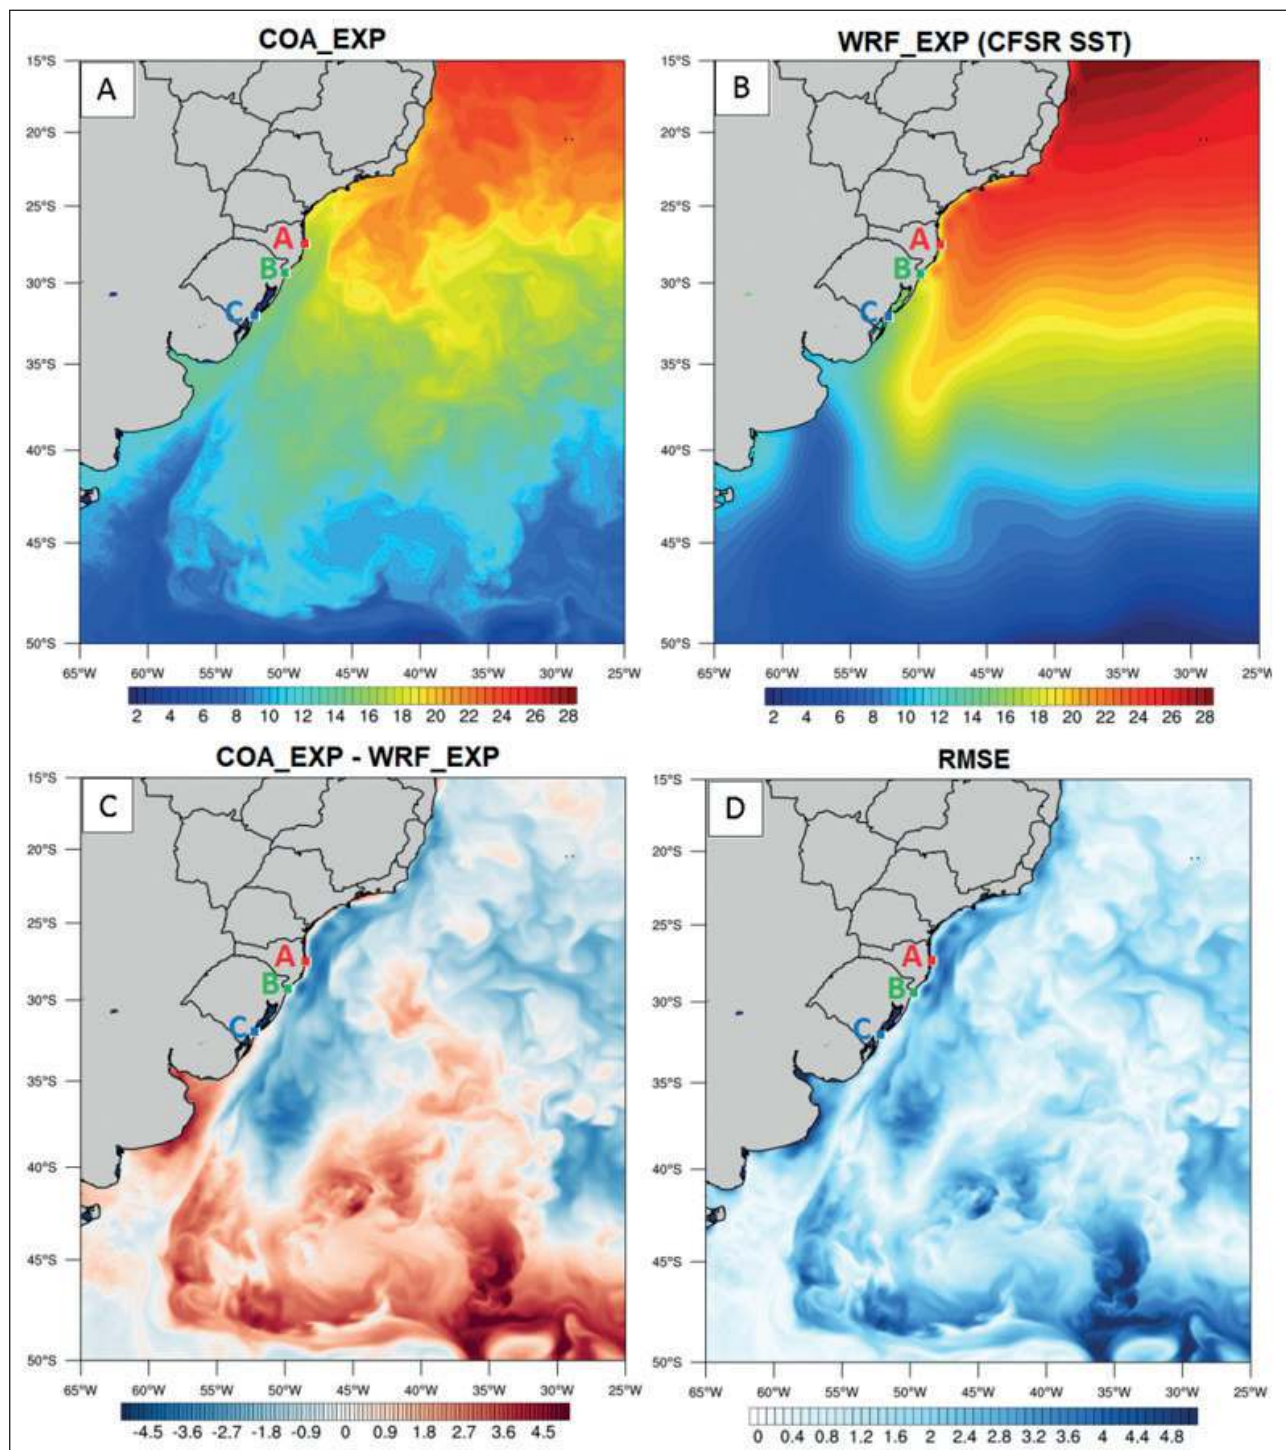 COA_EXP
WRF_EXP (CFSR SST)
A
B
15°S
20°S
25°S
30°S
35°S
40°S
45°S
50°S
A
B
C
65°W 60°W 55°W 50°W 45°W 40°W 35°W 30°W 25°W
2 4 6 8 10 12 14 16 18 20 22 24 26 28
15°S
20°S
25°S
30°S
35°S
40°S
45°S
50°S
A
B
C
65°W 60°W 55°W 50°W 45°W 40°W 35°W 30°W 25°W
2 4 6 8 10 12 14 16 18 20 22 24 26 28
COA_EXP - WRF_EXP
RMSE
C
D
15°S
20°S
25°S
30°S
35°S
40°S
45°S
50°S
A
B
C
65°W 60°W 55°W 50°W 45°W 40°W 35°W 30°W 25°W
-4.5 -3.6 -2.7 -1.8 -0.9 0 0.9 1.8 2.7 3.6 4.5
15°S
20°S
25°S
30°S
35°S
40°S
45°S
50°S
A
B
C
65°W 60°W 55°W 50°W 45°W 40°W 35°W 30°W 25°W
0 0.4 0.8 1.2 1.6 2 2.4 2.8 3.2 3.6 4 4.4 4.8